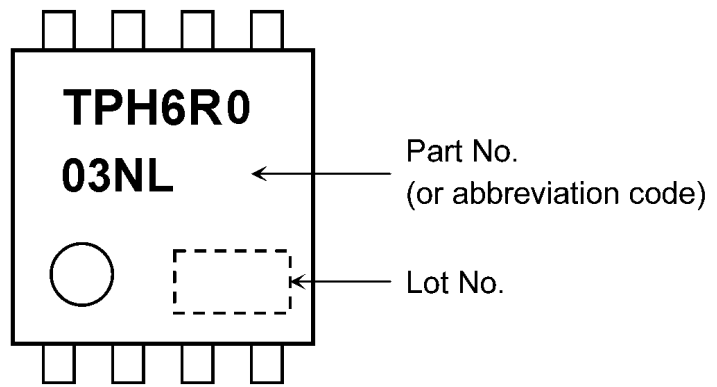 TPH6R0
03NL
Part No.
(or abbreviation code)
Lot No.